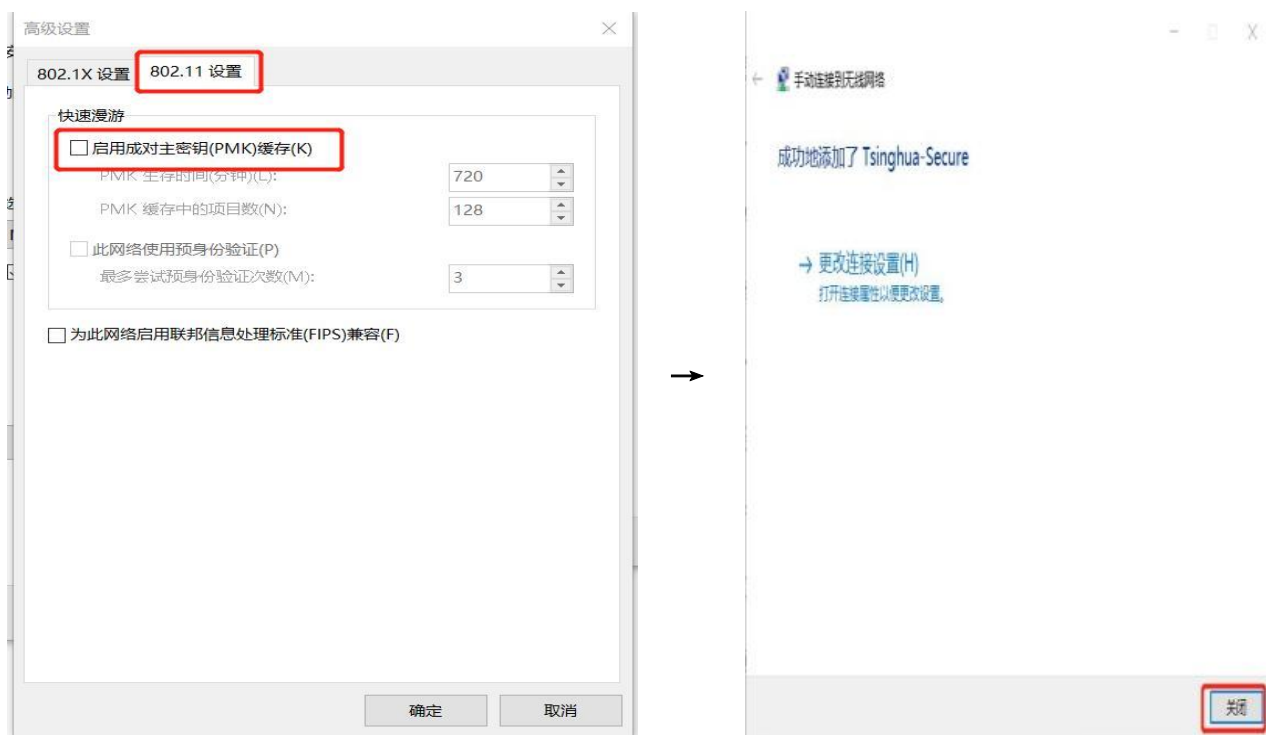 高级设置
802.1X 设置
802.11 设置
快速漫游
启用成对主密钥(PMK)缓存(K)
PMK 生存时间(分钟)(L):
720
PMK 缓存中的项目数(N):
128
此网络使用预身份验证(P)
最多尝试预身份验证次数(M):
3
为此网络启用联邦信息处理标准(FIPS)兼容(F)
确定
取消
手动连接到无线网络
成功地添加了 Tsinghua-Secure
更改连接设置(H)
打开连接属性以便更改设置。
关闭